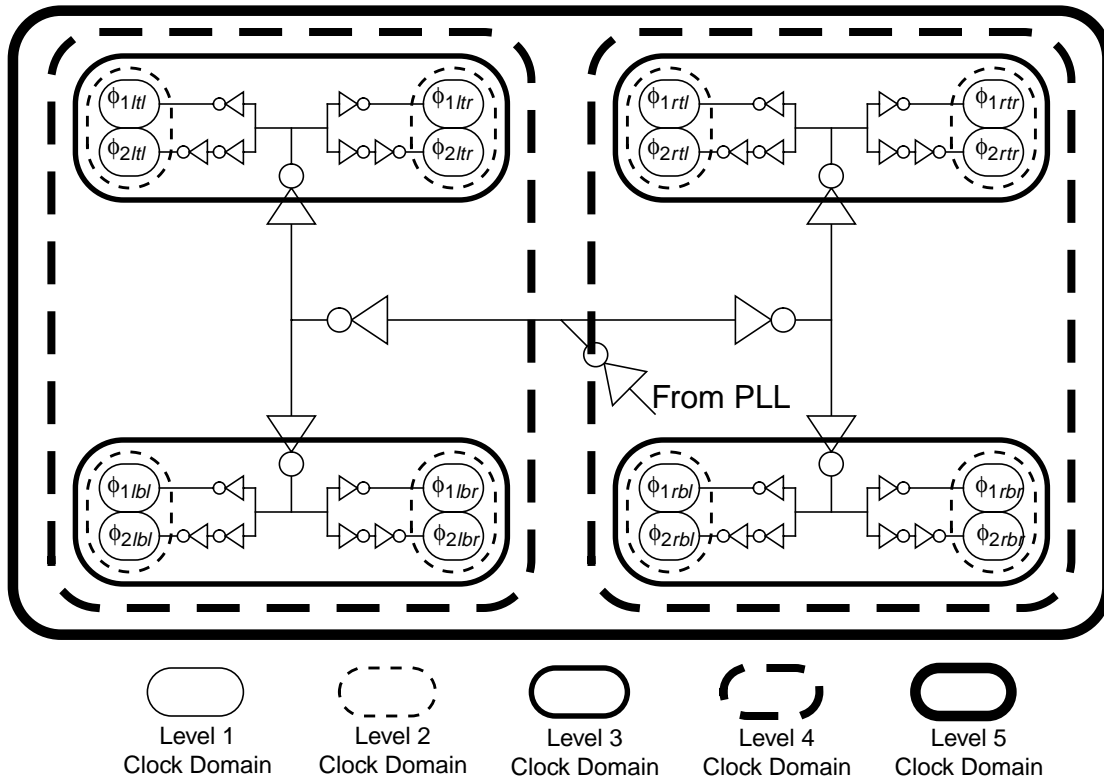 ϕ1ltl ϕ1ltr ϕ1rtl ϕ1rtr
ϕ2ltl ϕ2ltr ϕ2rtl ϕ2rtr
From PLL
ϕ1lbl ϕ1lbr ϕ1rbl ϕ1rbr
ϕ2lbl ϕ2lbr ϕ2rbl ϕ2rbr
Level 1 Level 2 Level 3 Level 4 Level 5
Clock Domain Clock Domain Clock Domain Clock Domain Clock Domain